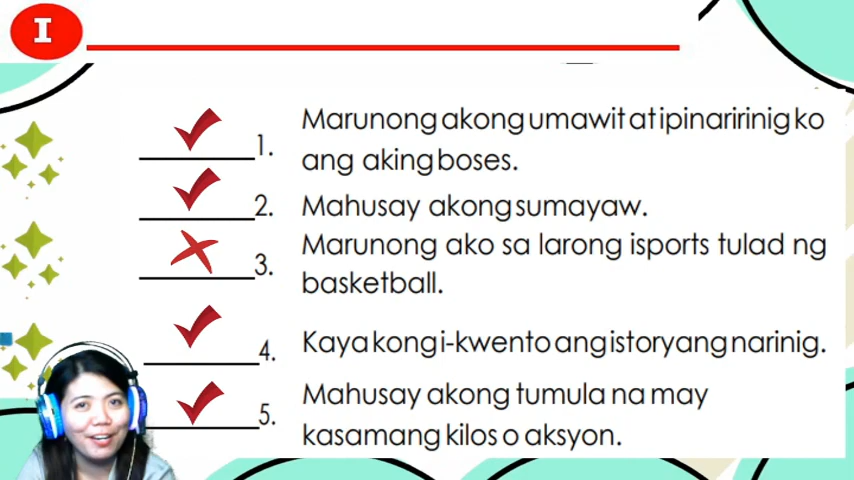 I
1. Marunong akong umawit at ipinaririnig ko
ang aking boses.
2. Mahusay akong sumayaw.
3. Marunong ako sa larong isports tulad ng
basketball.
4. Kaya kong i-kwento ang istoryang narinig.
5. Mahusay akong tumula na may
kasamang kilos o aksyon.